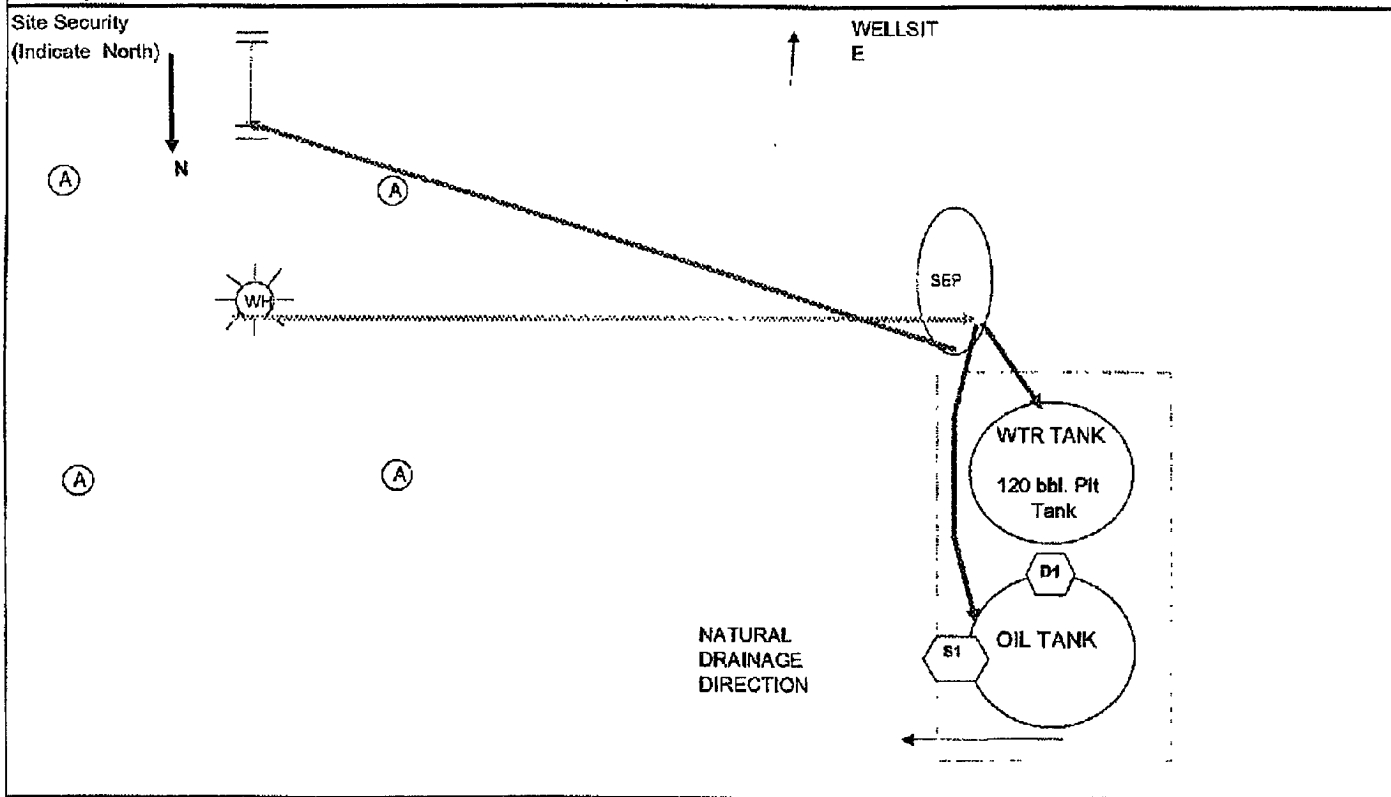 Site Security
(Indicate North)
WELLSIT
E
N
A
A
SEP
WH
WTR TANK
120 bbl. Pit
Tank
A
A
D1
S1
OIL TANK
NATURAL
DRAINAGE
DIRECTION